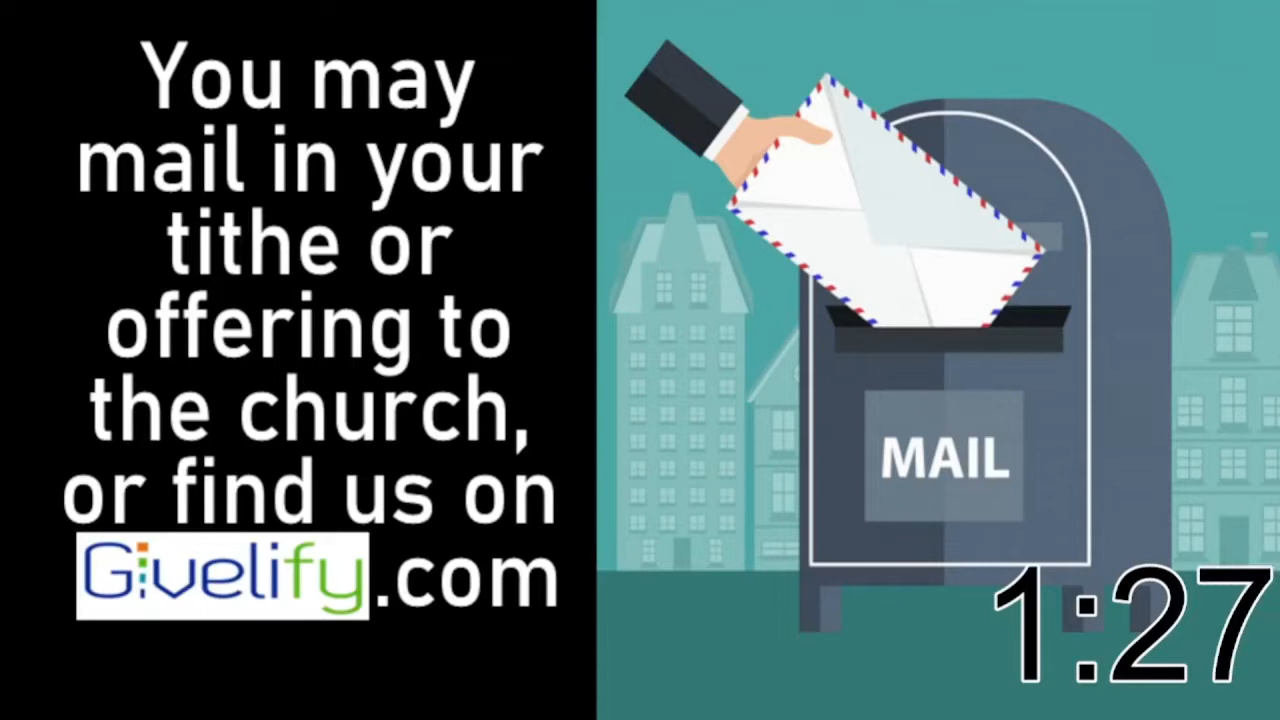 You may
mail in your
tithe or
offering to
the church,
or find us on
Givelify.com
MAIL
1:27